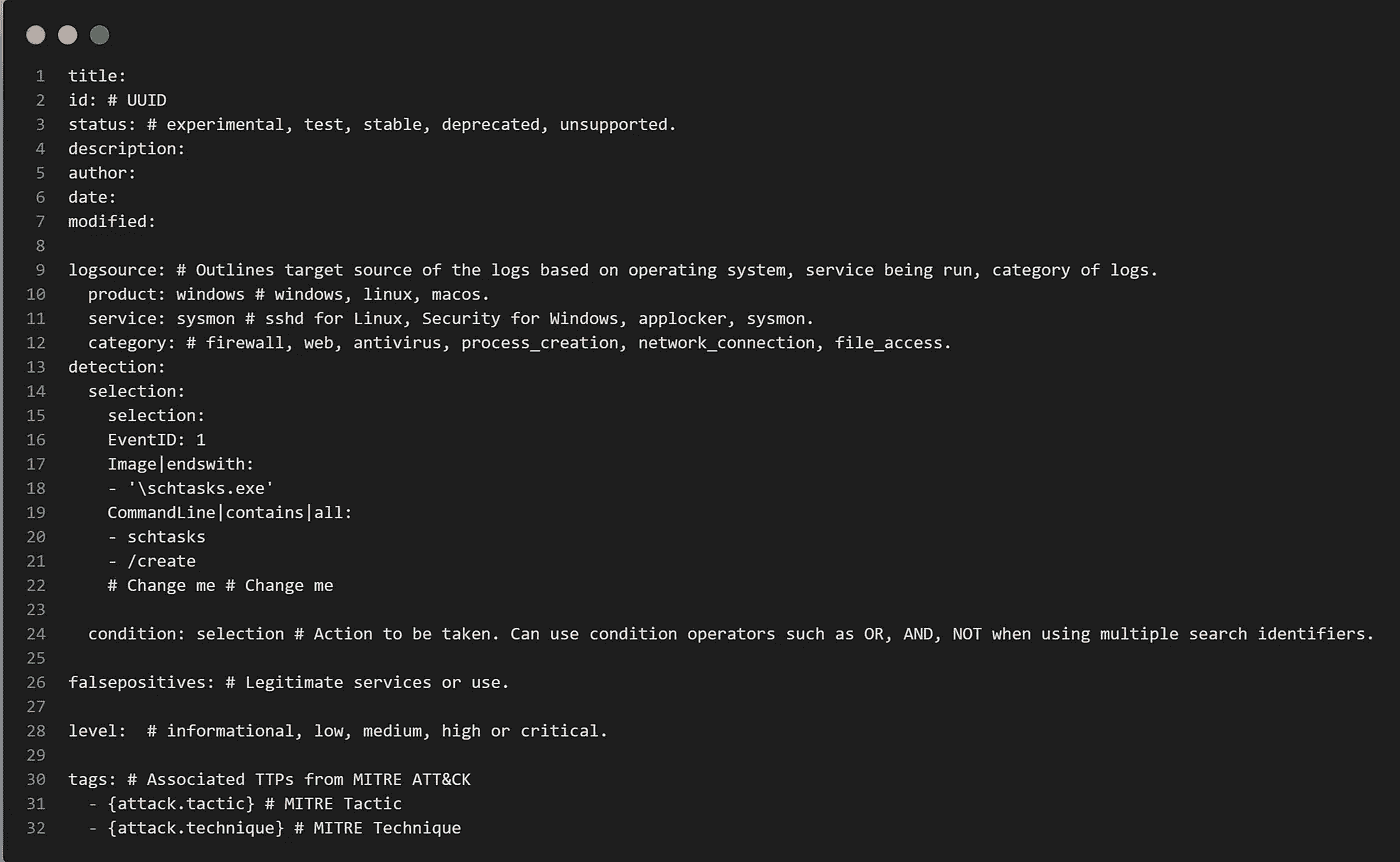 1 title:
2 id: # UUID
3 status: # experimental, test, stable, deprecated, unsupported.
4 description:
5 author:
6 date:
7 modified:
8
9 logsource: # Outlines target source of the logs based on operating system, service being run, category of logs.
10   product: windows # windows, linux, macos.
11   service: sysmon # sshd for Linux, Security for Windows, applocker, sysmon.
12   category: # firewall, web, antivirus, process_creation, network_connection, file_access.
13 detection:
14   selection:
15     selection:
16     EventID: 1
17     Image|endswith:
18     - '\schtasks.exe'
19     CommandLine|contains|all:
20     - schtasks
21     - /create
22     # Change me # Change me
23
24   condition: selection # Action to be taken. Can use condition operators such as OR, AND, NOT when using multiple search identifiers.
25
26 falsepositives: # Legitimate services or use.
27
28 level:  # informational, low, medium, high or critical.
29
30 tags: # Associated TTPs from MITRE ATT&CK
31   - {attack.tactic} # MITRE Tactic
32   - {attack.technique} # MITRE Technique